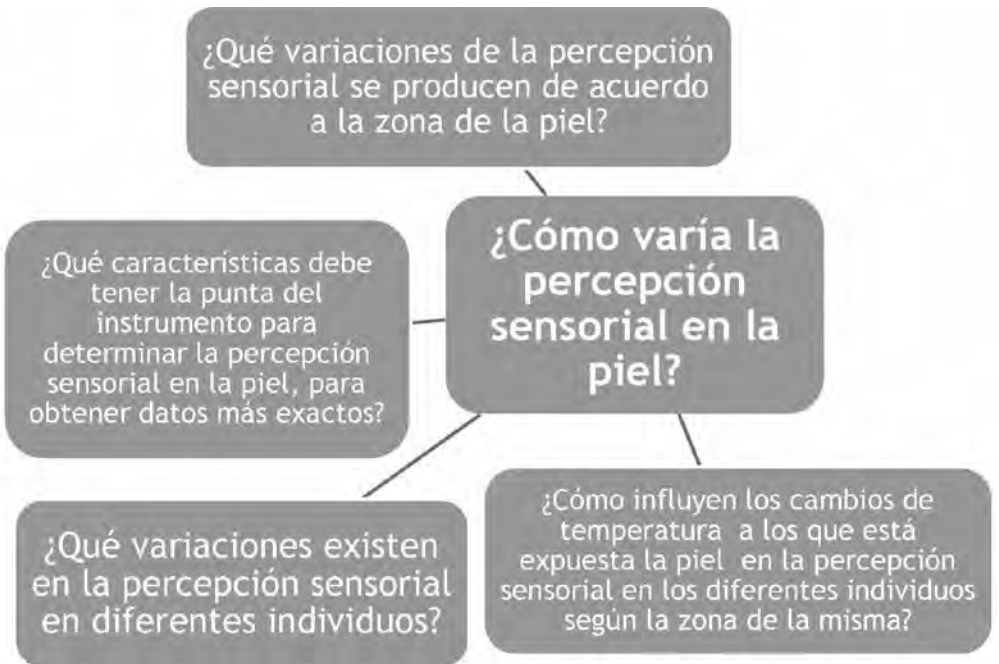 ¿Qué variaciones de la percepción
sensorial se producen de acuerdo
a la zona de la piel?
¿Cómo varía la
percepción
sensorial en la
piel?
¿Qué características debe
tener la punta del
instrumento para
determinar la percepción
sensorial en la piel, para
obtener datos más exactos?
¿Qué variaciones existen
en la percepción sensorial
en diferentes individuos?
¿Cómo influyen los cambios de
temperatura a los que está
expuesta la piel en la percepción
sensorial en los diferentes individuos
según la zona de la misma?